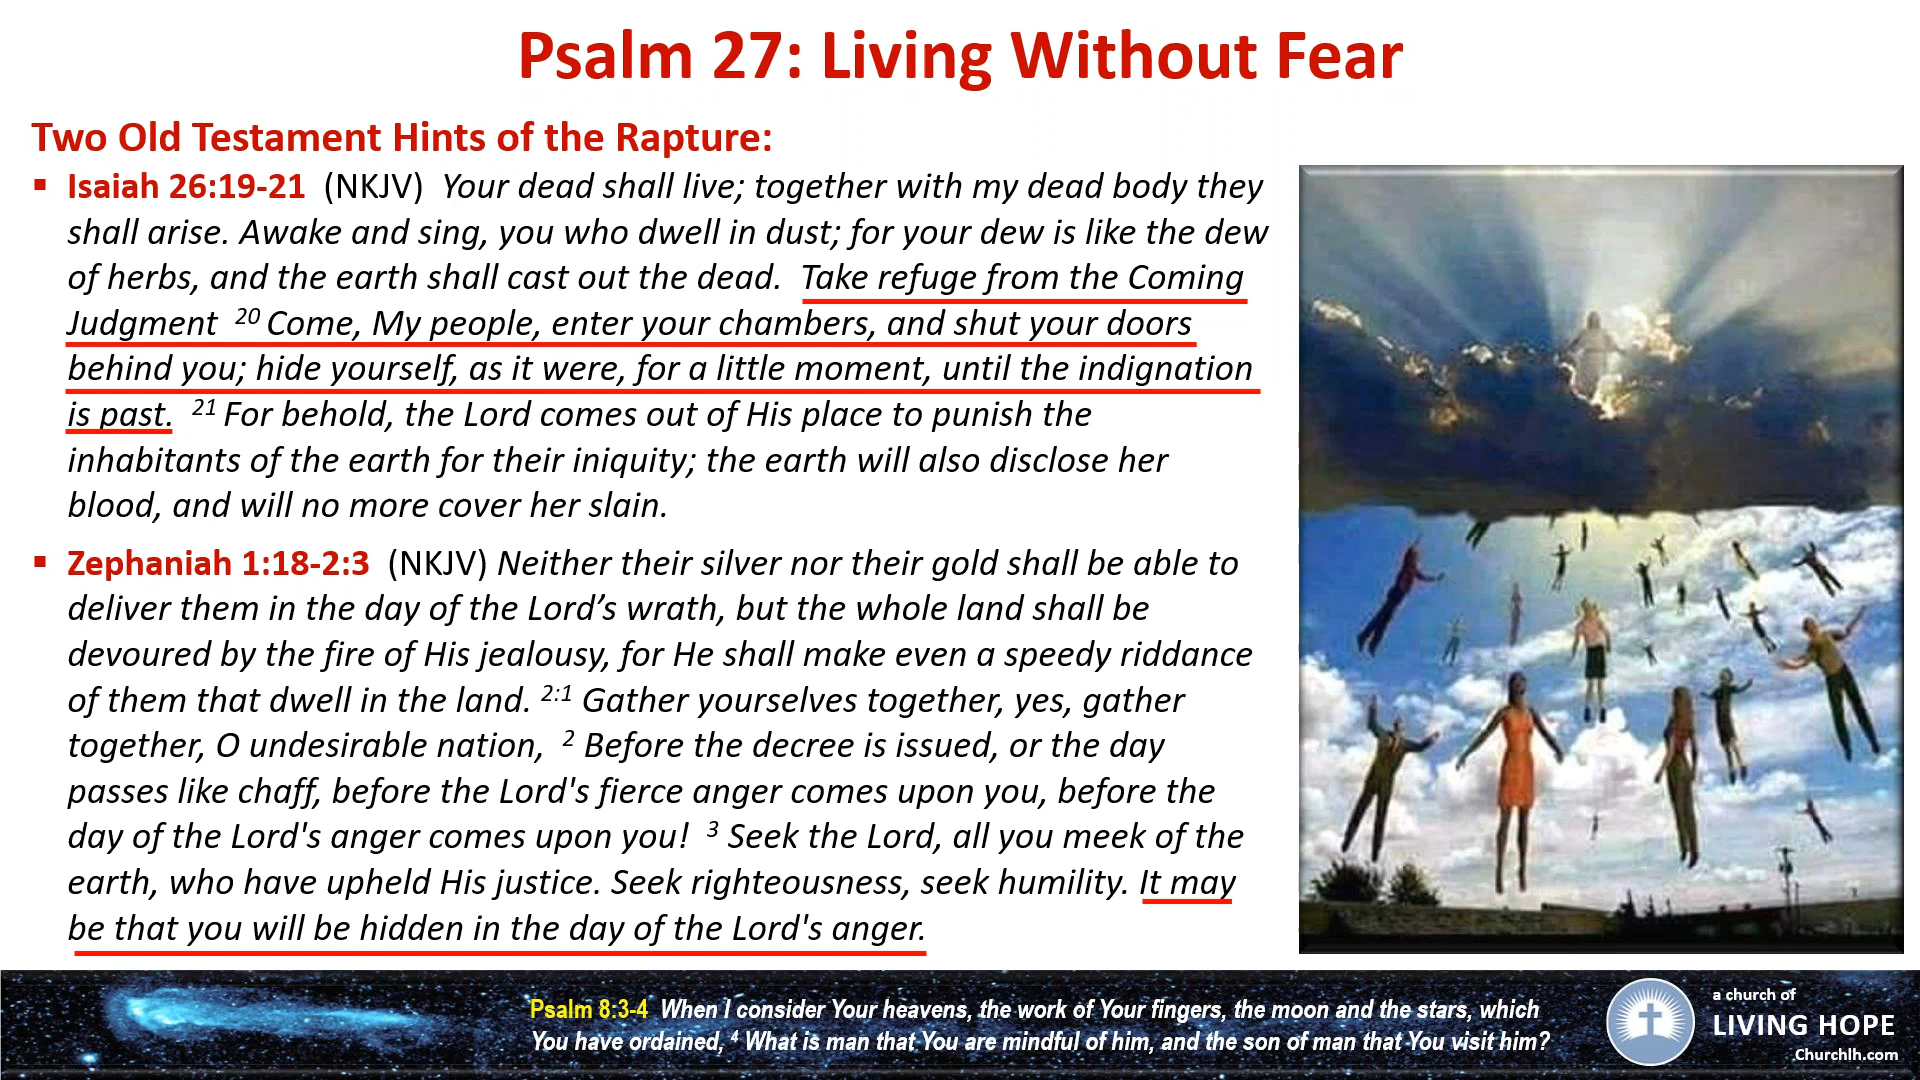 Psalm 27: Living Without Fear
Two Old Testament Hints of the Rapture:
▪ Isaiah 26:19-21 (NKJV) Your dead shall live; together with my dead body they
shall arise. Awake and sing, you who dwell in dust; for your dew is like the dew
of herbs, and the earth shall cast out the dead. Take refuge from the Coming
Judgment 20 Come, My people, enter your chambers, and shut your doors
behind you; hide yourself, as it were, for a little moment, until the indignation
is past. 21 For behold, the Lord comes out of His place to punish the
inhabitants of the earth for their iniquity; the earth will also disclose her
blood, and will no more cover her slain.
▪ Zephaniah 1:18-2:3 (NKJV) Neither their silver nor their gold shall be able to
deliver them in the day of the Lord’s wrath, but the whole land shall be
devoured by the fire of His jealousy, for He shall make even a speedy riddance
of them that dwell in the land. 2:1 Gather yourselves together, yes, gather
together, O undesirable nation, 2 Before the decree is issued, or the day
passes like chaff, before the Lord's fierce anger comes upon you, before the
day of the Lord's anger comes upon you! 3 Seek the Lord, all you meek of the
earth, who have upheld His justice. Seek righteousness, seek humility. It may
be that you will be hidden in the day of the Lord's anger.
Psalm 8:3-4 When I consider Your heavens, the work of Your fingers, the moon and the stars, which
You have ordained, 4 What is man that You are mindful of him, and the son of man that You visit him?
a church of
LIVING HOPE
Churchlh.com